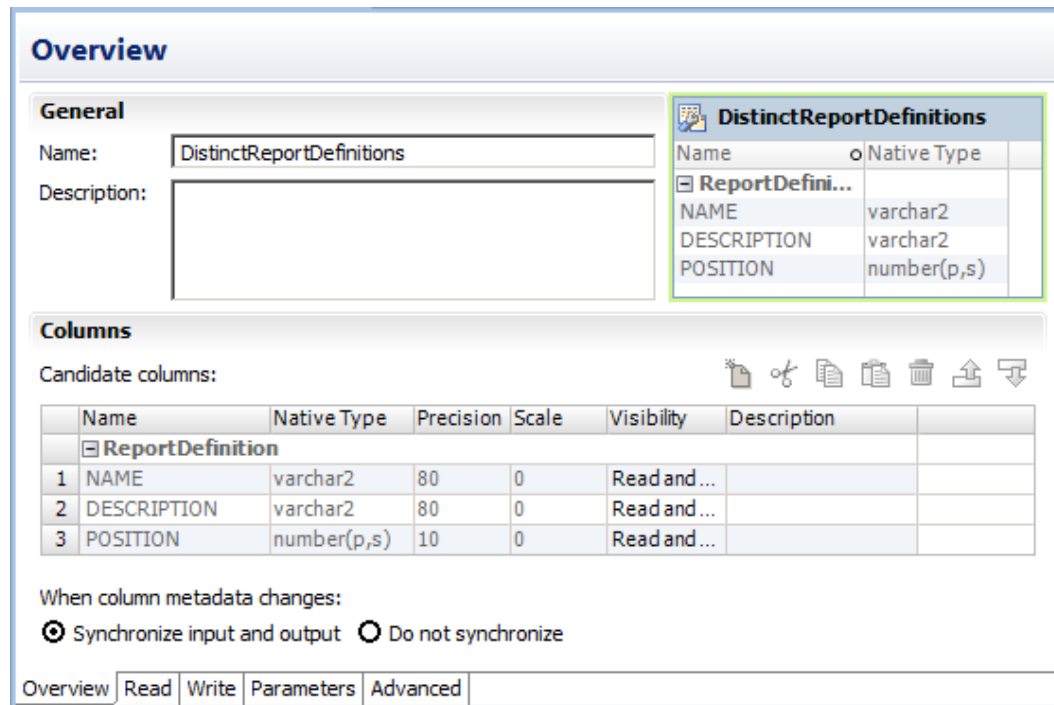 Overview
General
Name: DistinctReportDefinitions
Description:
DistinctReportDefinitions
Name Native Type
ReportDefini...
NAME varchar2
DESCRIPTION varchar2
POSITION number(p,s)
Columns
Candidate columns:
Name Native Type Precision Scale Visibility Description
ReportDefinition
1 NAME varchar2 80 0 Read and ...
2 DESCRIPTION varchar2 80 0 Read and ...
3 POSITION number(p,s) 10 0 Read and ...
When column metadata changes:
Synchronize input and output Do not synchronize
Overview Read Write Parameters Advanced